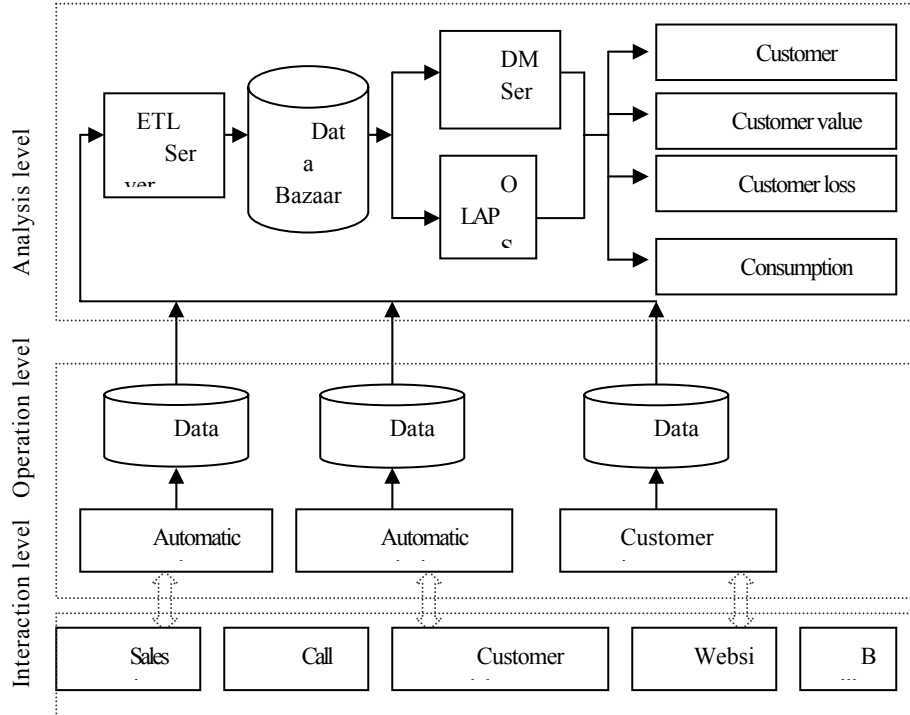 Analysis level
ETL
Ser
ver
Dat
a
Bazaar
DM
Ser
O
LAP
S
Customer
Customer value
Customer loss
Consumption
Operation level
Data
Data
Data
Automatic
Automatic
Customer
Interaction level
Sales
Call
Customer
Websi
B